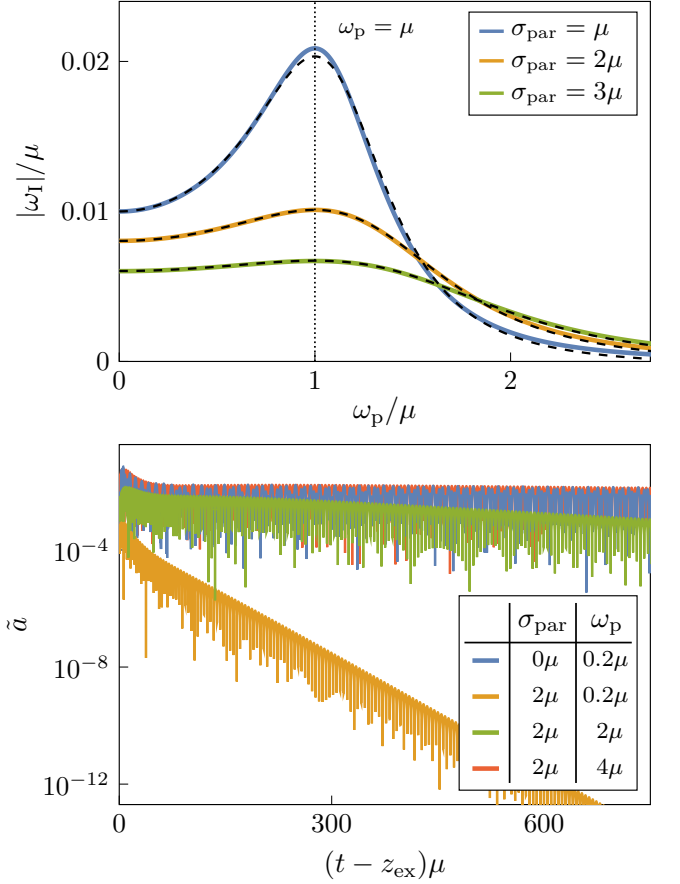 ω_p = μ
σ_par = μ
σ_par = 2μ
σ_par = 3μ
0.02
0.01
0
|ω_I|/μ
0 1 2
ω_p/μ
10^−4
10^−8
10^−12
ã
σ_par ω_p
0μ 0.2μ
2μ 0.2μ
2μ 2μ
2μ 4μ
0 300 600
(t − z_ex)μ